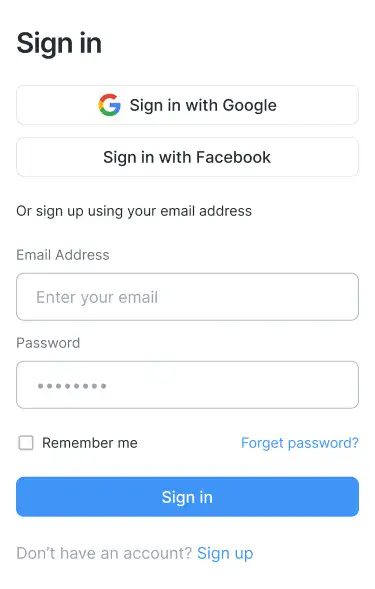 Sign in
Sign in with Google
Sign in with Facebook
Or sign up using your email address
Email Address
Enter your email
Password
••••••••
Remember me Forget password?
Sign in
Don’t have an account? Sign up